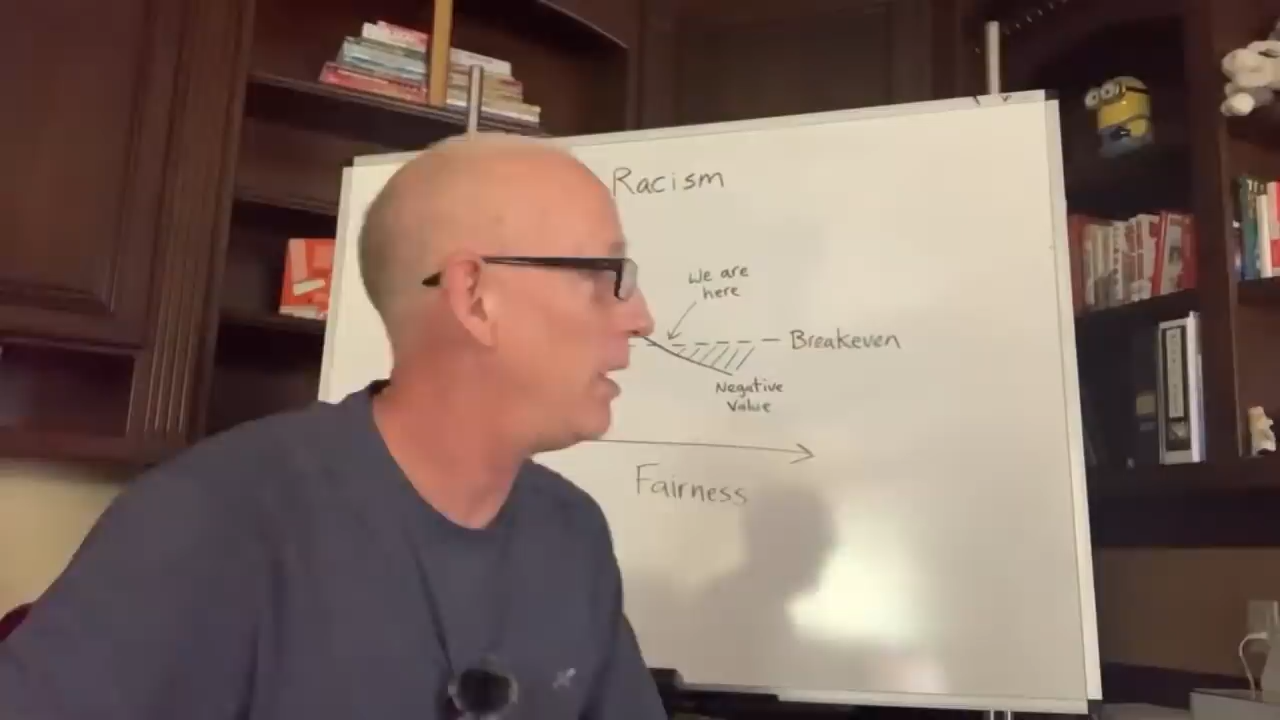 Racism
We are
here
Breakeven
Negative
Value
Fairness